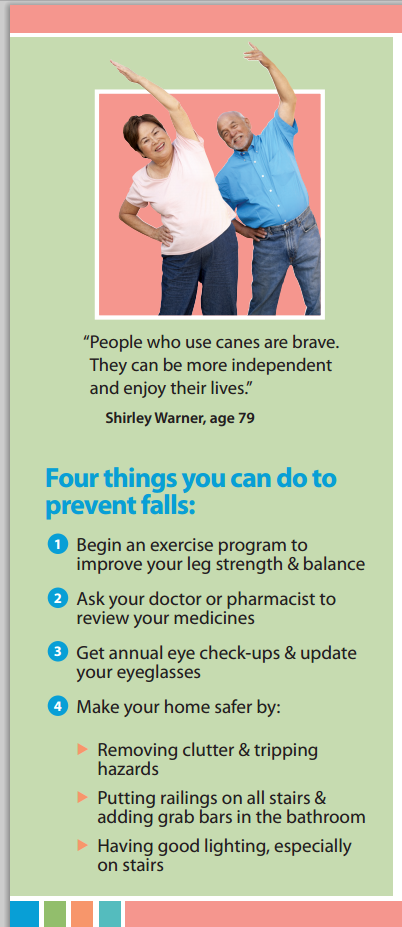 “People who use canes are brave.
They can be more independent
and enjoy their lives.”
Shirley Warner, age 79
Four things you can do to
prevent falls:
1 Begin an exercise program to
improve your leg strength & balance
2 Ask your doctor or pharmacist to
review your medicines
3 Get annual eye check-ups & update
your eyeglasses
4 Make your home safer by:
Removing clutter & tripping
hazards
Putting railings on all stairs &
adding grab bars in the bathroom
Having good lighting, especially
on stairs